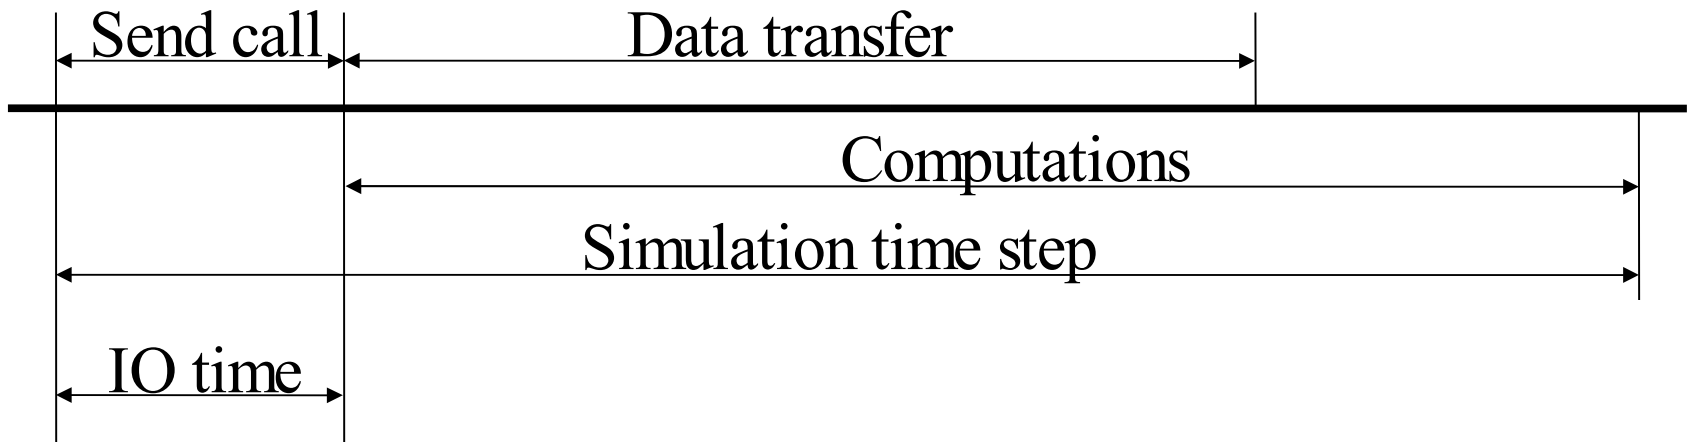 Send call
Data transfer
Computations
Simulation time step
IO time